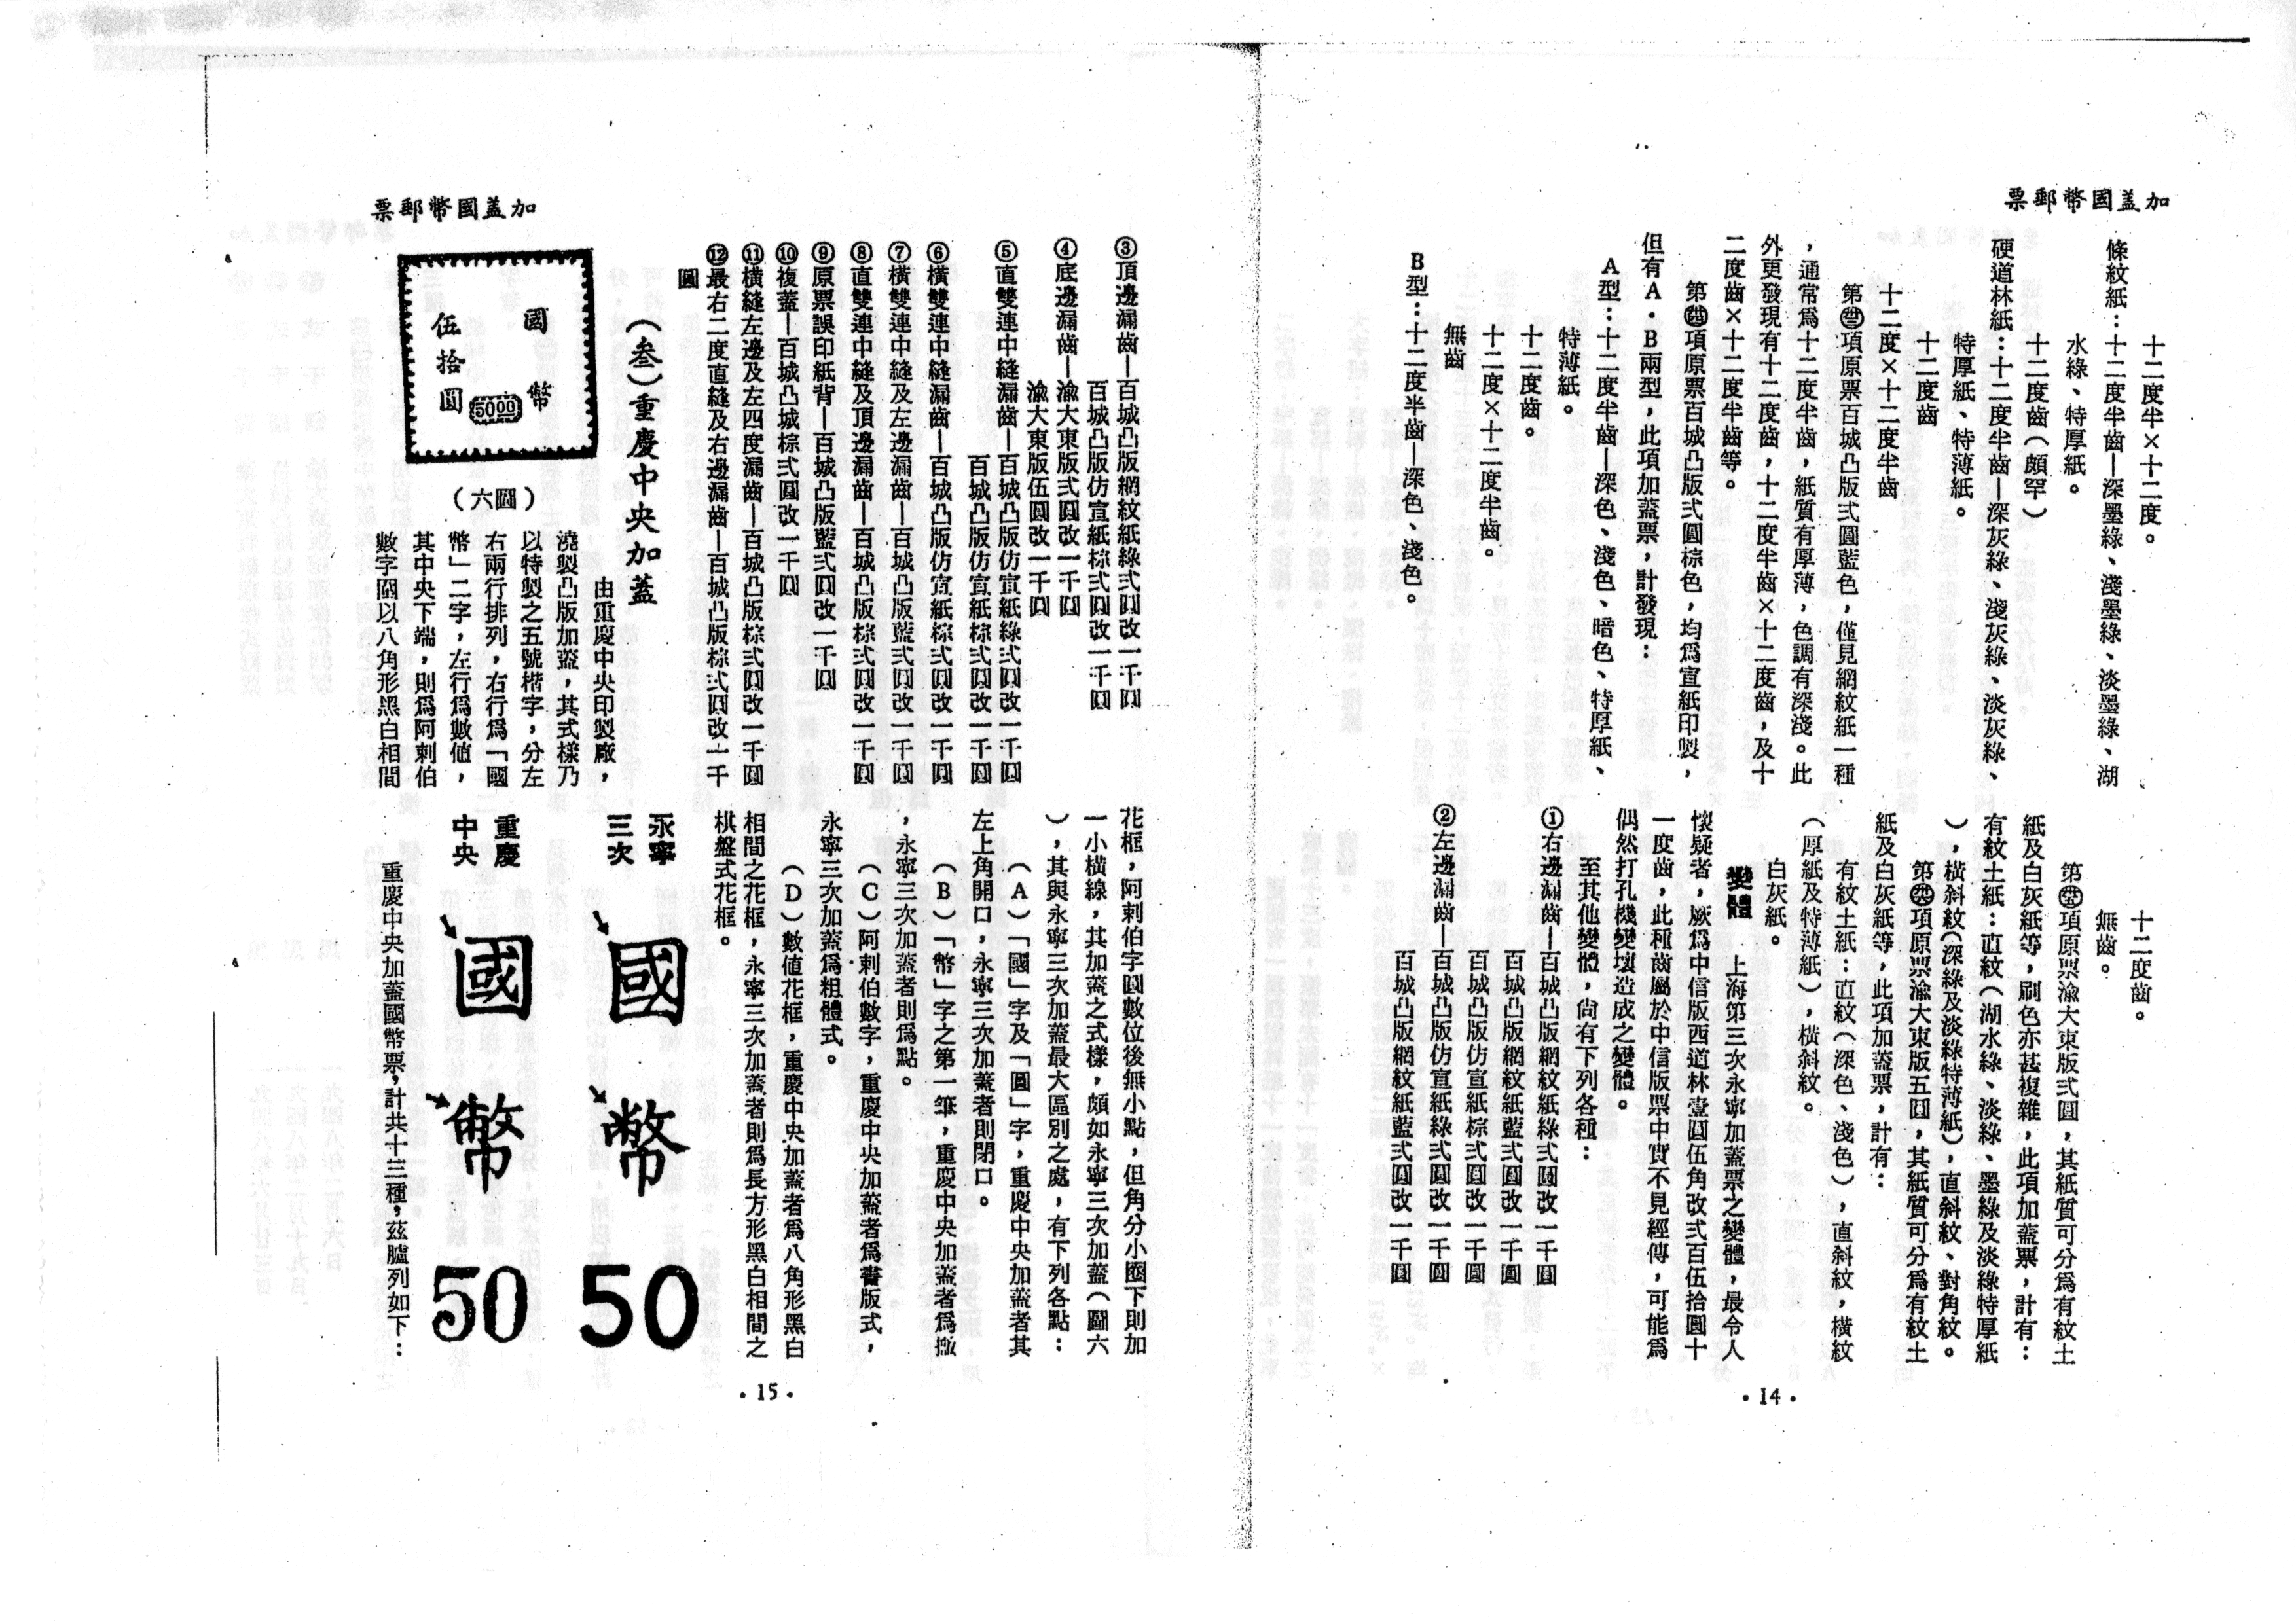 加蓋國幣郵票
十二度半×十二度。
條紋紙：十二度半齒—深墨綠、淺墨綠、淡墨綠、湖
水綠、特厚紙。
十二度齒（頗罕）
硬道林紙：十二度半齒—深灰綠、淺灰綠、淡灰綠、
特厚紙、特薄紙。
十二度齒
十二度×十二度半齒
項原票百城凸版弍圓藍色，僅見網紋紙一種
，通常為十二度半齒，紙質有厚薄，色調有深淺。此
外更發現有十二度齒，十二度半齒×十二度齒，及十
二度齒×十二度半齒等。
項原票百城凸版弍圓棕色，均為宣紙印製，
但有A·B兩型，此項加蓋票，計發現：
A型：十二度半齒—深色、淺色、暗色、特厚紙、
特薄紙。
十二度齒。
十二度×十二度半齒。
無齒
B型：十二度半齒—深色、淺色。
十二度齒。
無齒。
項原票渝大東版弍圓，其紙質可分為有紋土
紙及白灰紙等，刷色亦甚複雜，此項加蓋票，計有：
有紋土紙：直紋（湖水綠、淡綠、墨綠及淡綠特厚紙
），橫斜紋（深綠及淡綠特薄紙），直斜紋、對角紋。
項原票渝大東版五圓，其紙質可分為有紋土
紙及白灰紙等，此項加蓋票，計有：
有紋土紙：直紋（深色、淺色），直斜紋，橫紋
（厚紙及特薄紙），橫斜紋。
白灰紙。
變體　上海第三次永寧加蓋票之變體，最令人
懷疑者，厥為中信版西道林壹圓伍角改弍百伍拾圓十
一度齒，此種齒屬於中信版票中實不見經傳，可能為
偶然打孔機變壞造成之變體。
至其他變體，尚有下列各種：
①右邊漏齒—百城凸版網紋紙綠弍圓改一千圓
百城凸版網紋紙藍弍圓改一千圓
百城凸版仿宣紙棕弍圓改一千圓
②左邊漏齒—百城凸版仿宣紙綠弍圓改一千圓
百城凸版網紋紙藍弍圓改一千圓
·14·
加蓋國幣郵票
③頂邊漏齒—百城凸版網紋紙綠弍圓改一千圓
百城凸版仿宣紙棕弍圓改一千圓
④底邊漏齒—渝大東版弍圓改一千圓
渝大東版伍圓改一千圓
⑤直雙連中縫漏齒—百城凸版仿宣紙綠弍圓改一千圓
百城凸版仿宣紙棕弍圓改一千圓
⑥橫雙連中縫漏齒—百城凸版仿宣紙棕弍圓改一千圓
⑦橫雙連中縫及左邊漏齒—百城凸版藍弍圓改一千圓
⑧直雙連中縫及頂邊漏齒—百城凸版棕弍圓改一千圓
⑨原票誤印紙背—百城凸版藍弍圓改一千圓
⑩複蓋—百城凸城棕弍圓改一千圓
⑪橫縫左邊及左四度漏齒—百城凸版棕弍圓改一千圓
⑫最右二度直縫及右邊漏齒—百城凸版棕弍圓改一千
圓
（叁）重慶中央加蓋
國幣
伍拾圓
5000
（圖六）
由重慶中央印製廠，
澆製凸版加蓋，其式樣乃
以特製之五號楷字，分左
右兩行排列，右行為「國
幣」二字，左行為數值，
其中央下端，則為阿剌伯
數字圍以八角形黑白相間
花框，阿剌伯字圓數位後無小點，但角分小圈下則加
一小橫線，其加蓋之式樣，頗如永寧三次加蓋（圖六
），其與永寧三次加蓋最大區別之處，有下列各點：
（A）「國」字及「圓」字，重慶中央加蓋者其
左上角開口，永寧三次加蓋者則閉口。
（B）「幣」字之第一筆，重慶中央加蓋者為撇
，永寧三次加蓋者則為點。
（C）阿剌伯數字，重慶中央加蓋者為書版式，
永寧三次加蓋為粗體式。
（D）數值花框，重慶中央加蓋者為八角形黑白
相間之花框，永寧三次加蓋者則為長方形黑白相間之
棋盤式花框。
永寧三次
國幣50
重慶中央
國幣50
重慶中央加蓋國幣票，計共十三種，茲臚列如下：
·15·